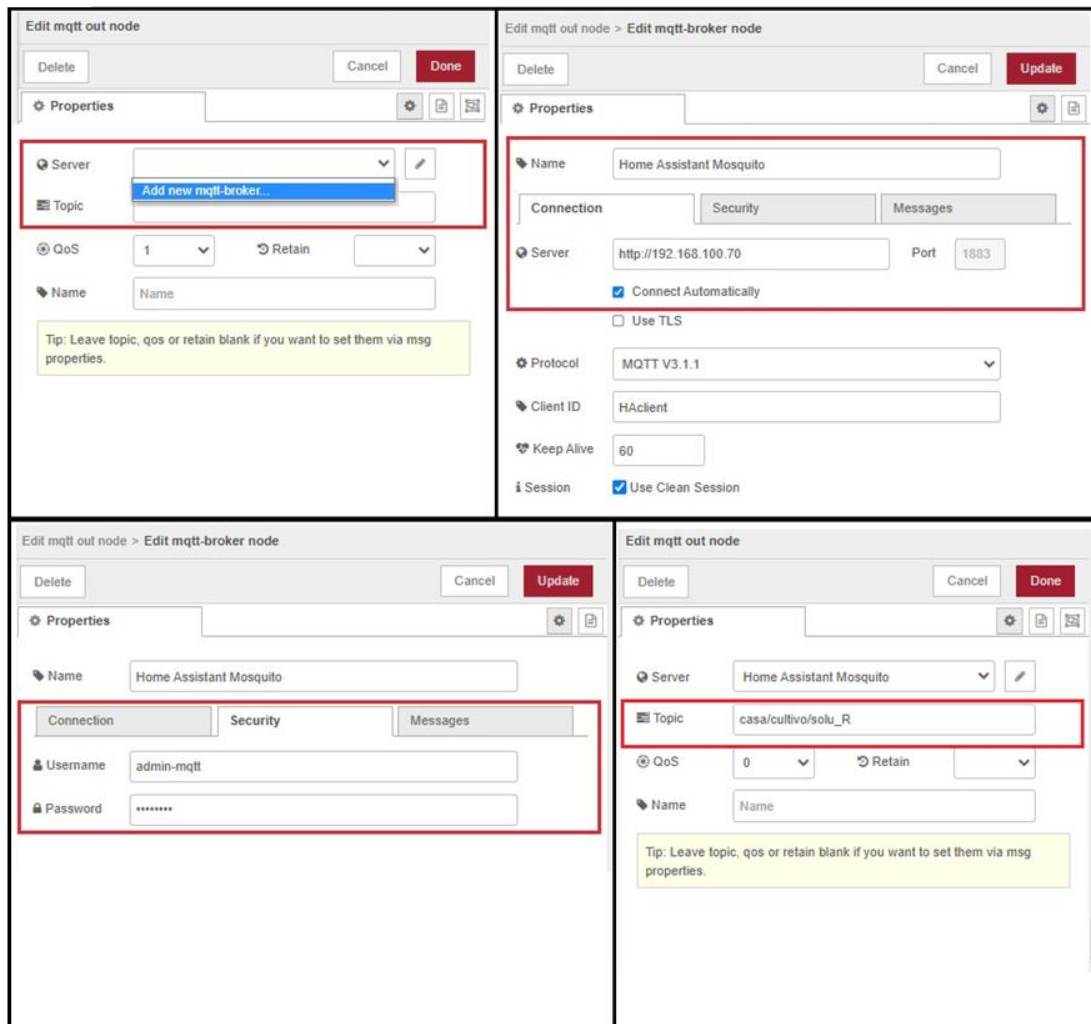 Edit mqtt out node
Delete
Cancel
Done
Properties
Server
Add new mqtt-broker...
Topic
QoS
1
Retain
Name
Name
Tip: Leave topic, qos or retain blank if you want to set them via msg
properties.
Edit mqtt out node > Edit mqtt-broker node
Delete
Cancel
Update
Properties
Name
Home Assistant Mosquito
Connection
Security
Messages
Server
http://192.168.100.70
Port
1883
Connect Automatically
Use TLS
Protocol
MQTT V3.1.1
Client ID
HAclient
Keep Alive
60
Session
Use Clean Session
Edit mqtt out node > Edit mqtt-broker node
Delete
Cancel
Update
Properties
Name
Home Assistant Mosquito
Connection
Security
Messages
Username
admin-mqtt
Password
••••••••
Edit mqtt out node
Delete
Cancel
Done
Properties
Server
Home Assistant Mosquito
Topic
casa/cultivo/solu_R
QoS
0
Retain
Name
Name
Tip: Leave topic, qos or retain blank if you want to set them via msg
properties.